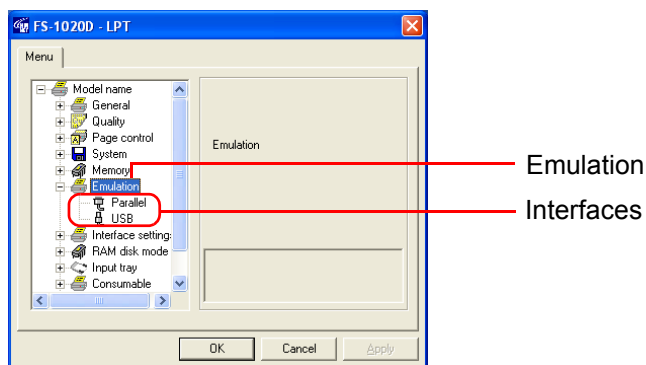 FS-1020D - LPT
Menu
Model name
General
Quality
Page control
System
Memory
Emulation
Parallel
USB
Interface setting:
RAM disk mode
Input tray
Consumable
Emulation
OK Cancel Apply
Emulation
Interfaces